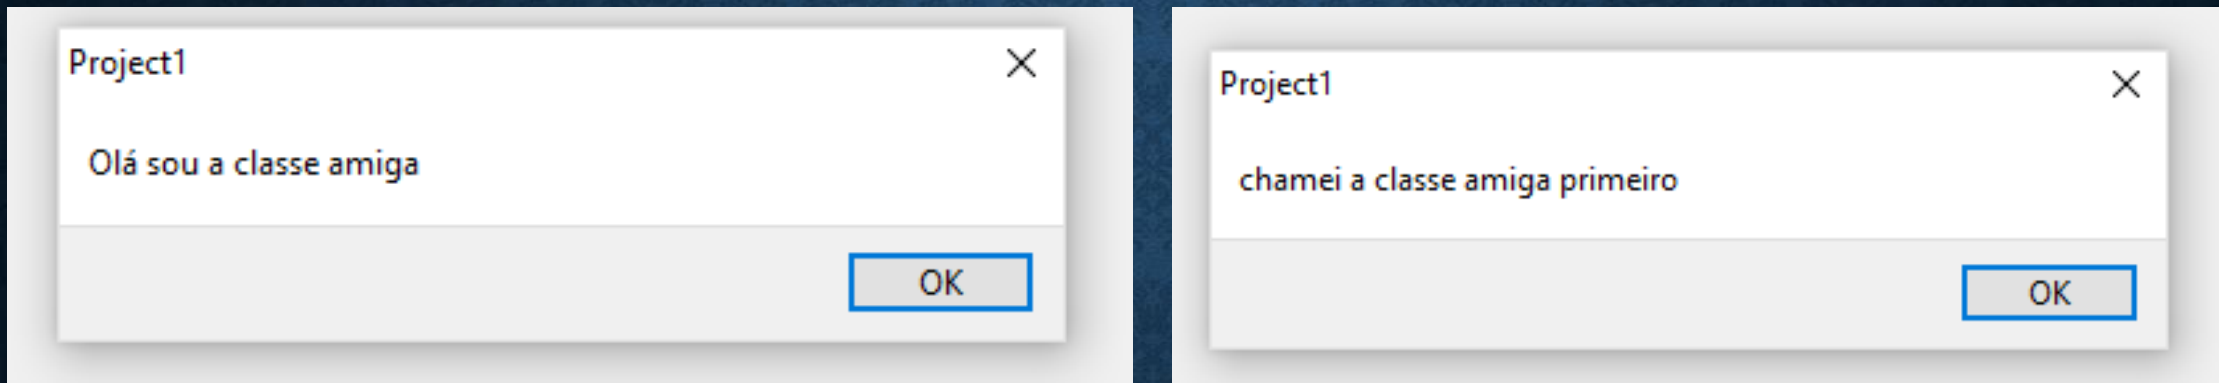 Project1
Olá sou a classe amiga
OK
Project1
chamei a classe amiga primeiro
OK